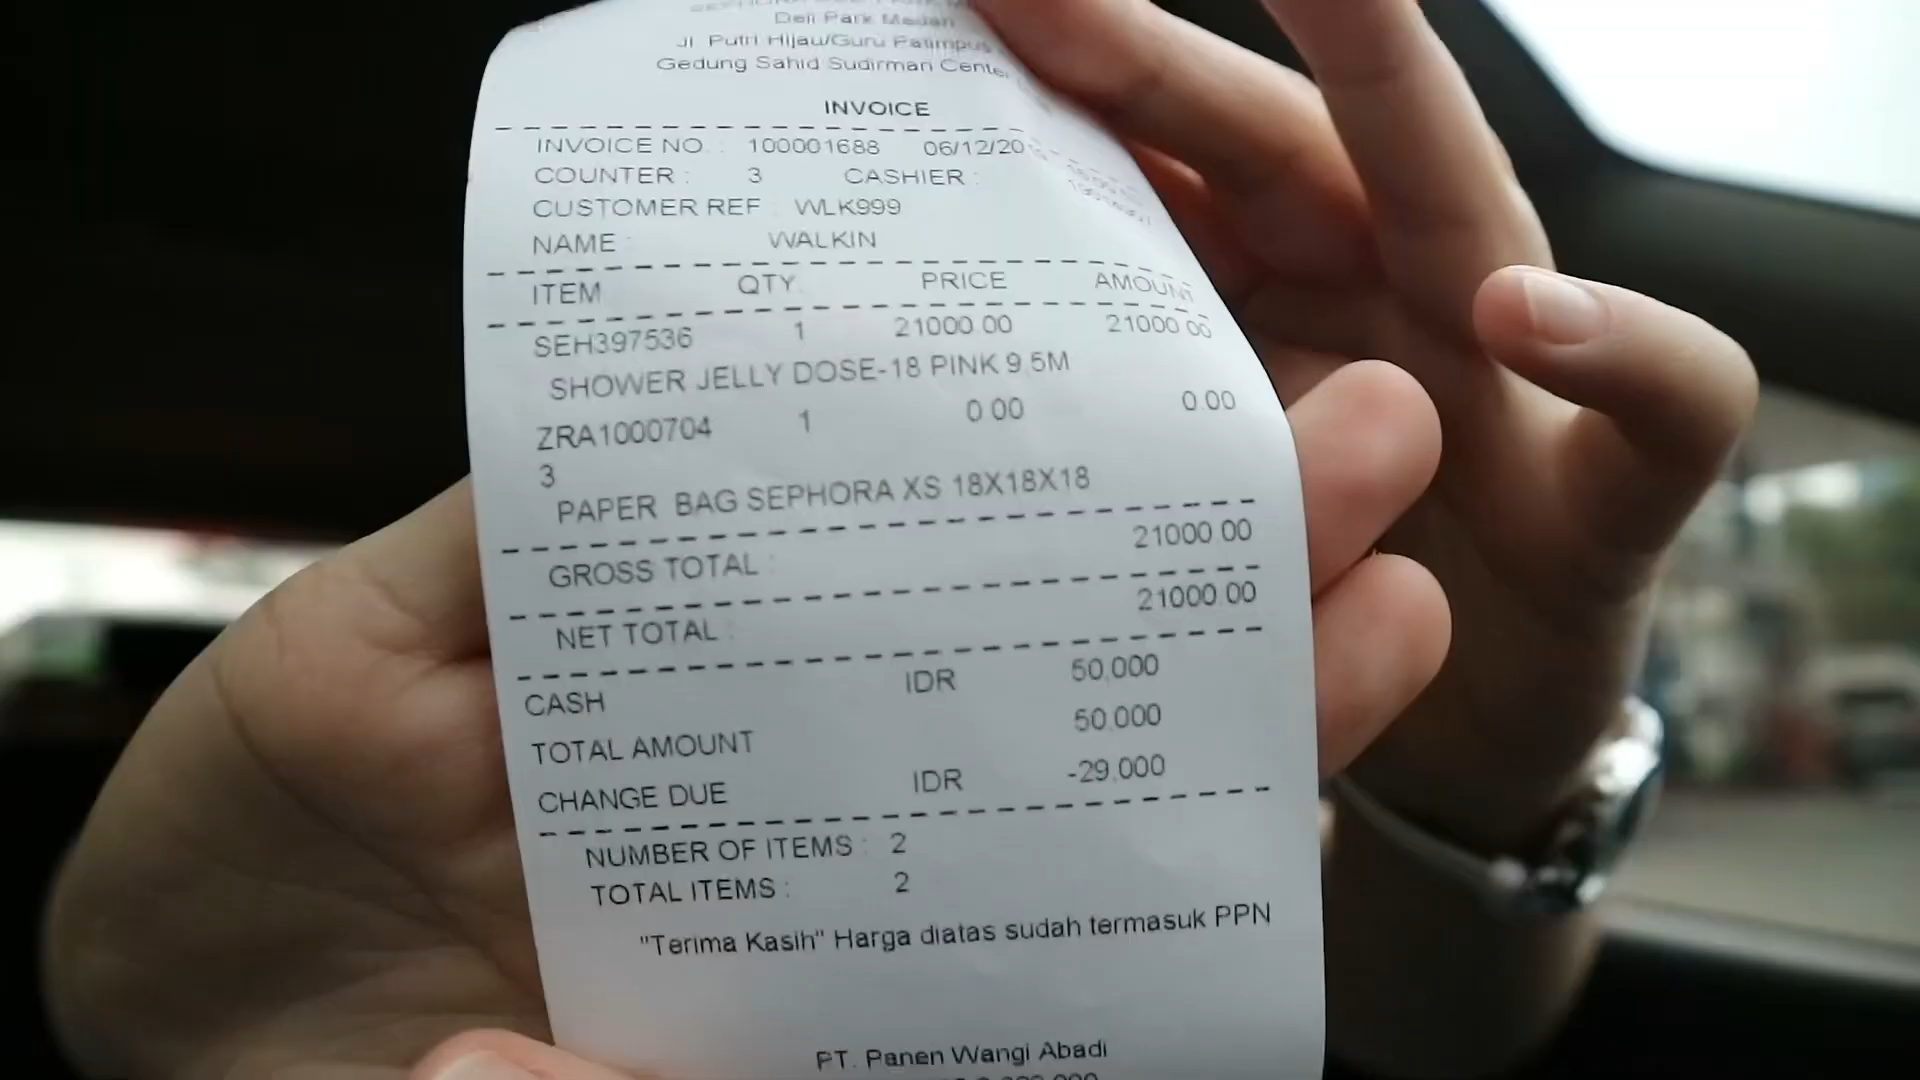 Deli Park Medan
Jl. Putri Hijau/Guru Patimpus
Gedung Sahid Sudirman Cente
INVOICE
INVOICE NO. : 100001688 06/12/20
COUNTER : 3 CASHIER :
CUSTOMER REF : WLK999
NAME : WALKIN
ITEM QTY. PRICE AMOUNT
SEH397536 1 21000.00 21000.00
SHOWER JELLY DOSE-18 PINK 9.5M
ZRA1000704 1 0.00 0.00
3
PAPER BAG SEPHORA XS 18X18X18
GROSS TOTAL : 21000.00
NET TOTAL : 21000.00
CASH IDR 50,000
TOTAL AMOUNT 50,000
CHANGE DUE IDR -29,000
NUMBER OF ITEMS : 2
TOTAL ITEMS : 2
"Terima Kasih" Harga diatas sudah termasuk PPN
PT. Panen Wangi Abadi